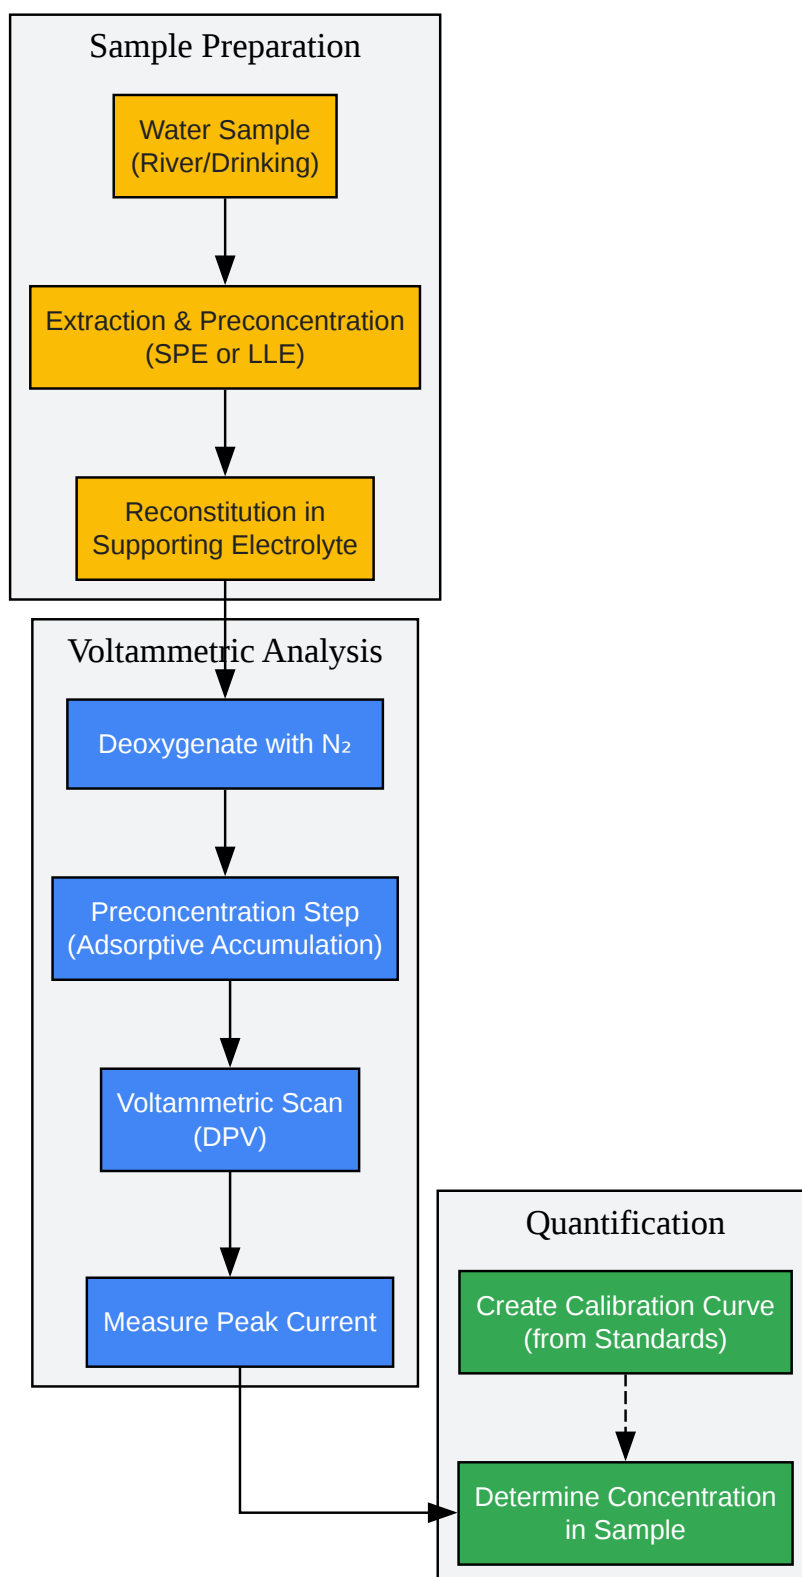 Sample Preparation
Water Sample
(River/Drinking)
Extraction & Preconcentration
(SPE or LLE)
Reconstitution in
Supporting Electrolyte
Voltammetric Analysis
Deoxygenate with N₂
Preconcentration Step
(Adsorptive Accumulation)
Voltammetric Scan
(DPV)
Measure Peak Current
Quantification
Create Calibration Curve
(from Standards)
Determine Concentration
in Sample